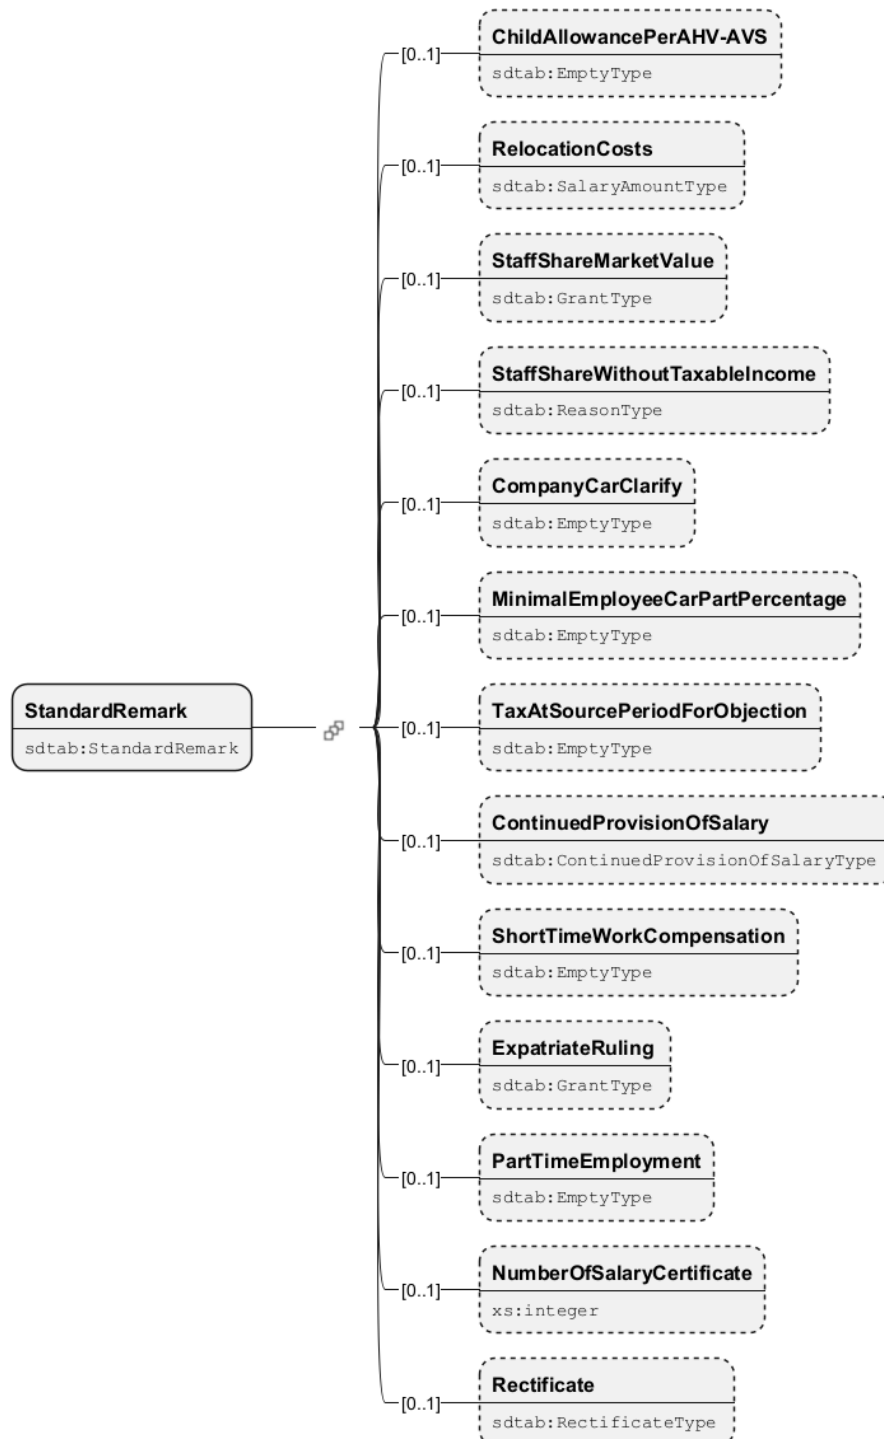 [0..1]
ChildAllowancePerAHV-AVS
sdtab:EmptyType
[0..1]
RelocationCosts
sdtab:SalaryAmountType
[0..1]
StaffShareMarketValue
sdtab:GrantType
[0..1]
StaffShareWithoutTaxableIncome
sdtab:ReasonType
[0..1]
CompanyCarClarify
sdtab:EmptyType
[0..1]
MinimalEmployeeCarPartPercentage
sdtab:EmptyType
StandardRemark
sdtab:StandardRemark
[0..1]
TaxAtSourcePeriodForObjection
sdtab:EmptyType
[0..1]
ContinuedProvisionOfSalary
sdtab:ContinuedProvisionOfSalaryType
[0..1]
ShortTimeWorkCompensation
sdtab:EmptyType
[0..1]
ExpatriateRuling
sdtab:GrantType
[0..1]
PartTimeEmployment
sdtab:EmptyType
[0..1]
NumberOfSalaryCertificate
xs:integer
[0..1]
Rectificate
sdtab:RectificateType